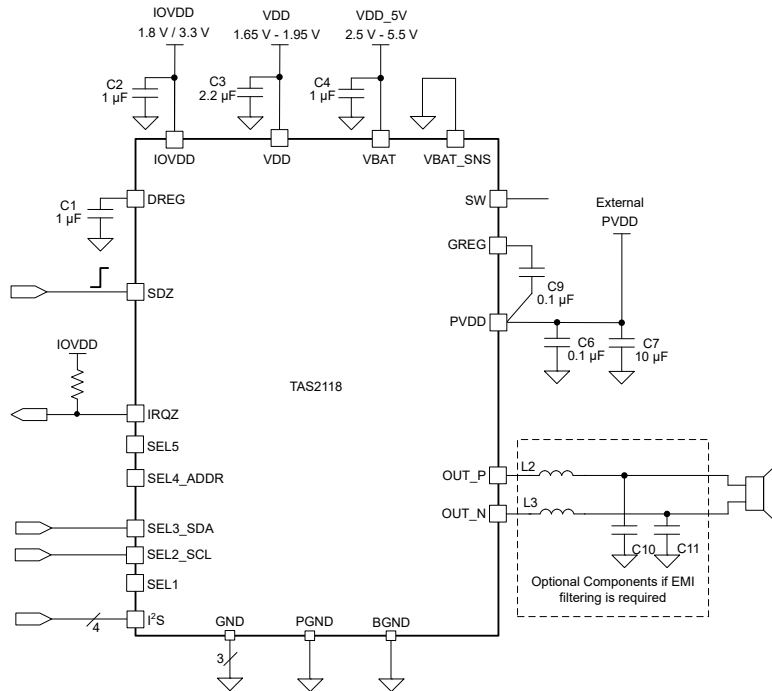 IOVDD
1.8 V / 3.3 V
VDD
1.65 V - 1.95 V
VDD_5V
2.5 V - 5.5 V
C2
1 µF
C3
2.2 µF
C4
1 µF
IOVDD
VDD
VBAT
VBAT_SNS
C1
1 µF
DREG
SW
External
PVDD
GREG
C9
0.1 µF
SDZ
PVDD
C6
0.1 µF
C7
10 µF
IOVDD
TAS2118
IRQZ
SEL5
SEL4_ADDR
OUT_P
L2
OUT_N
L3
SEL3_SDA
SEL2_SCL
C10
C11
SEL1
Optional Components if EMI
filtering is required
4
I²S
GND
PGND
BGND
3